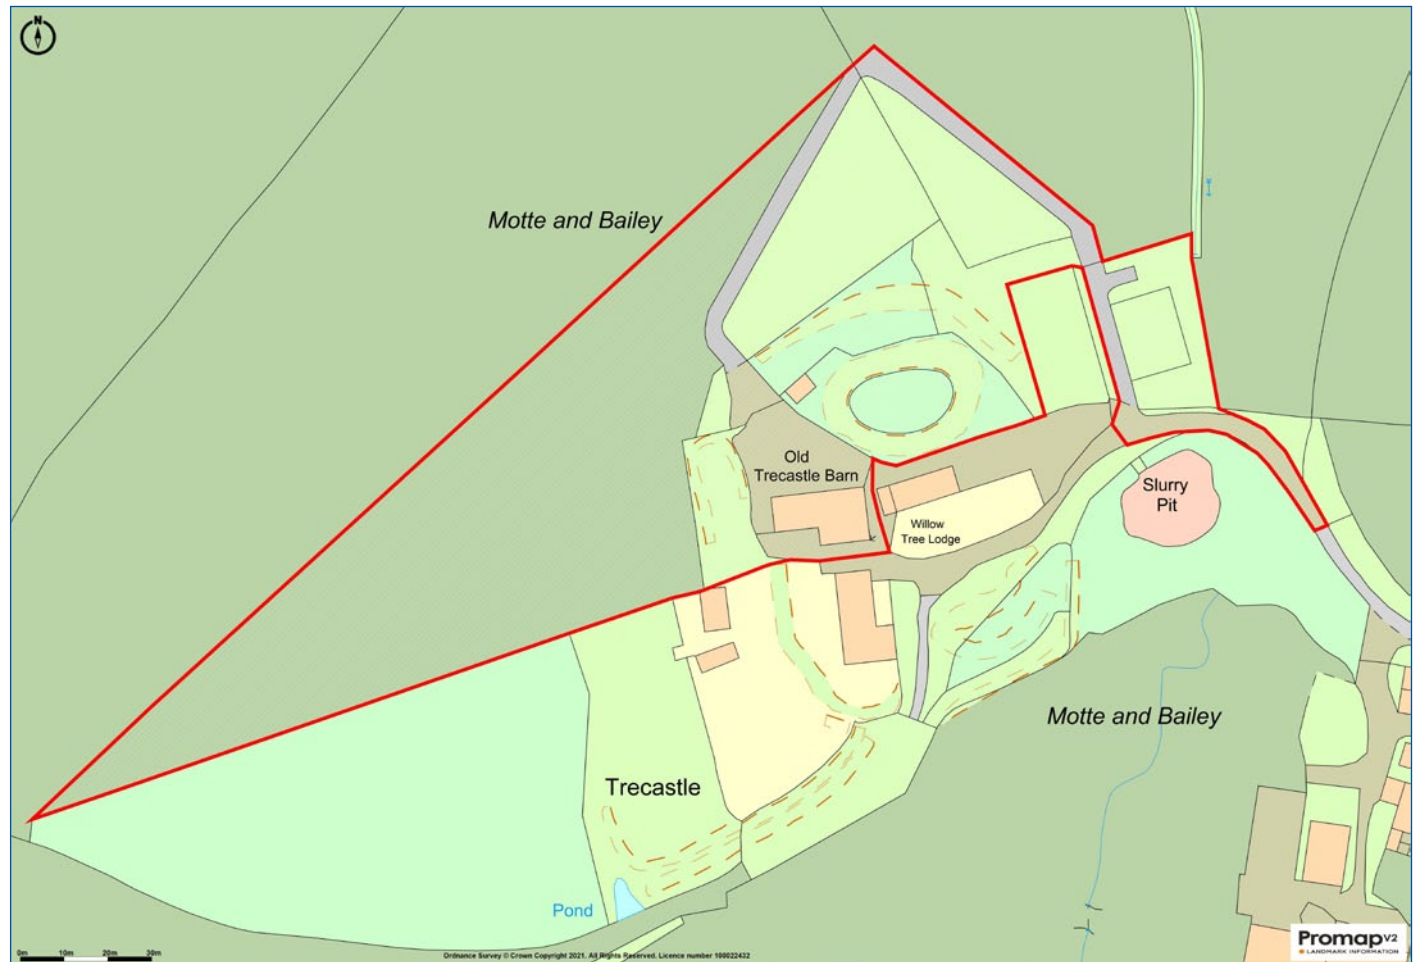 N
Motte and Bailey
Old
Trecastle Barn
Willow
Tree Lodge
Slurry
Pit
Motte and Bailey
Trecastle
Pond
0m 10m 20m 30m
Ordnance Survey © Crown Copyright 2021. All Rights Reserved. Licence number 100022432
Promap V2
LANDMARK INFORMATION